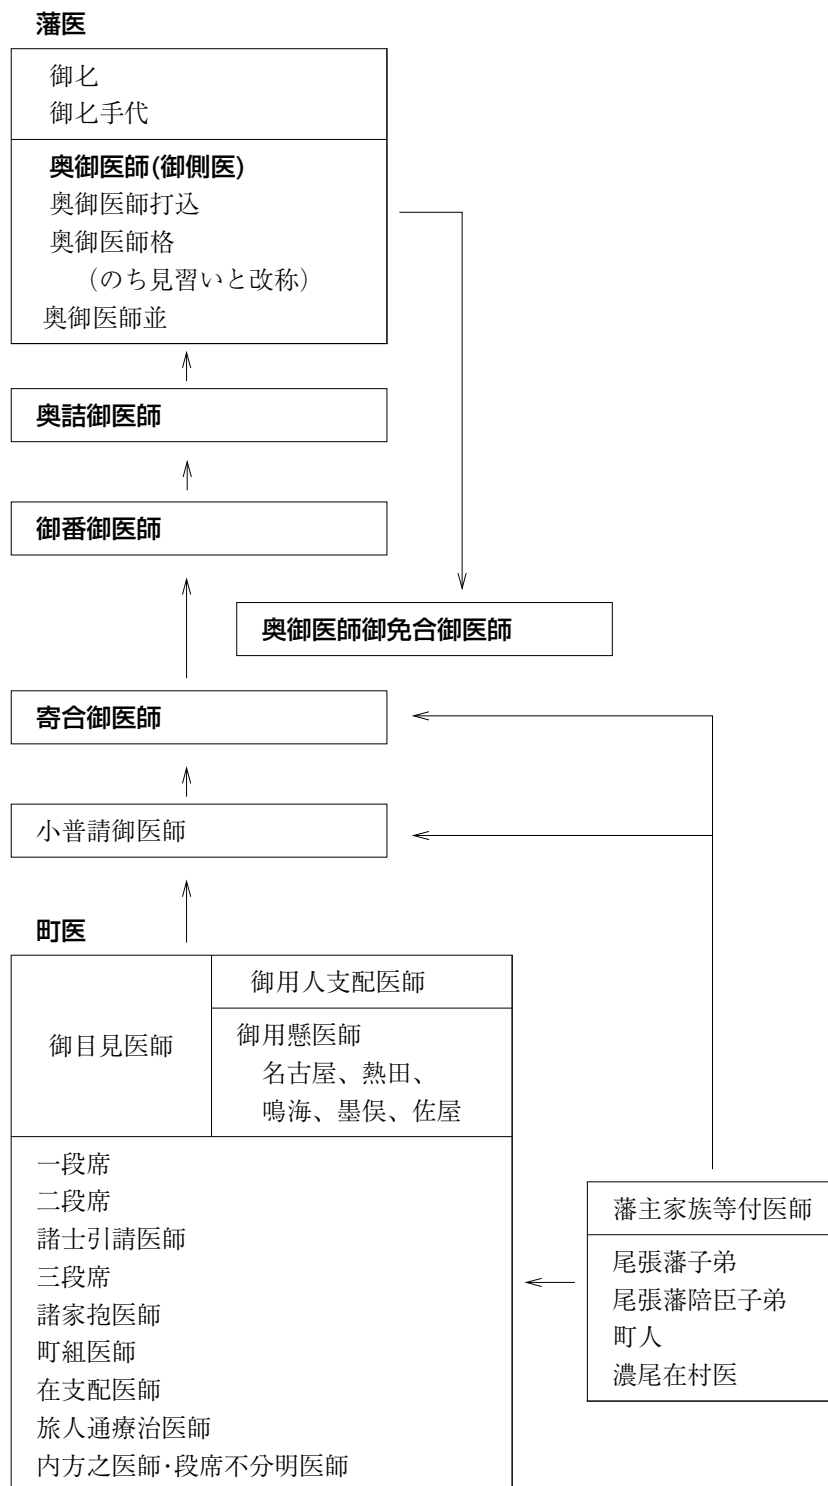 藩医
御匕
御匕手代
奥御医師(御側医)
奥御医師打込
奥御医師格
（のち見習いと改称）
奥御医師並
奥詰御医師
御番御医師
奥御医師御免合御医師
寄合御医師
小普請御医師
町医
御目見医師
御用人支配医師
御用懸医師
名古屋、熱田、
鳴海、墨俣、佐屋
一段席
二段席
諸士引請医師
三段席
諸家抱医師
町組医師
在支配医師
旅人通療治医師
内方之医師･段席不分明医師
藩主家族等付医師
尾張藩子弟
尾張藩陪臣子弟
町人
濃尾在村医